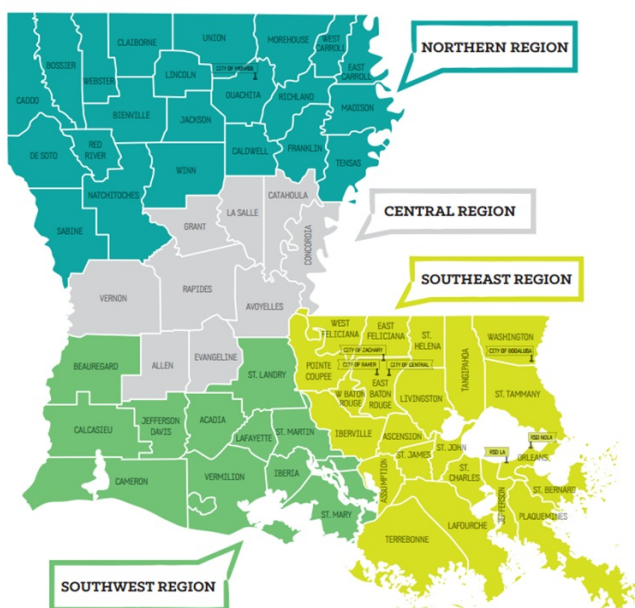 NORTHERN REGION
CADDO
BOSSIER
WEBSTER
CLAIBORNE
LINCOLN
UNION
CITY OF MONROE
OUACHITA
MOREHOUSE
WEST
CARROLL
EAST
CARROLL
RICHLAND
MADISON
BIENVILLE
JACKSON
DE SOTO
RED
RIVER
WINN
CALDWELL
FRANKLIN
TENSAS
NATCHITOCHES
SABINE
CENTRAL REGION
GRANT
LA SALLE
CATAHOULA
CONCORDIA
VERNON
RAPIDES
AVOYELLES
ALLEN
EVANGELINE
SOUTHEAST REGION
WEST
FELICIANA
EAST
FELICIANA
ST.
HELENA
TANGIPAHOA
WASHINGTON
CITY OF BOGALUSA
CITY OF ZACHARY
CITY OF BAKER
CITY OF CENTRAL
POINTE
COUPEE
W BATON
ROUGE
EAST
BATON
ROUGE
LIVINGSTON
ST. TAMMANY
IBERVILLE
ASCENSION
ST. JAMES
ST. JOHN
RSD NOLA
RSD LA
ORLEANS
ST.
CHARLES
ASSUMPTION
JEFFERSON
ST. BERNARD
PLAQUEMINES
TERREBONNE
LAFOURCHE
BEAUREGARD
ST. LANDRY
CALCASIEU
JEFFERSON
DAVIS
ACADIA
LAFAYETTE
ST. MARTIN
CAMERON
VERMILION
IBERIA
ST. MARY
SOUTHWEST REGION